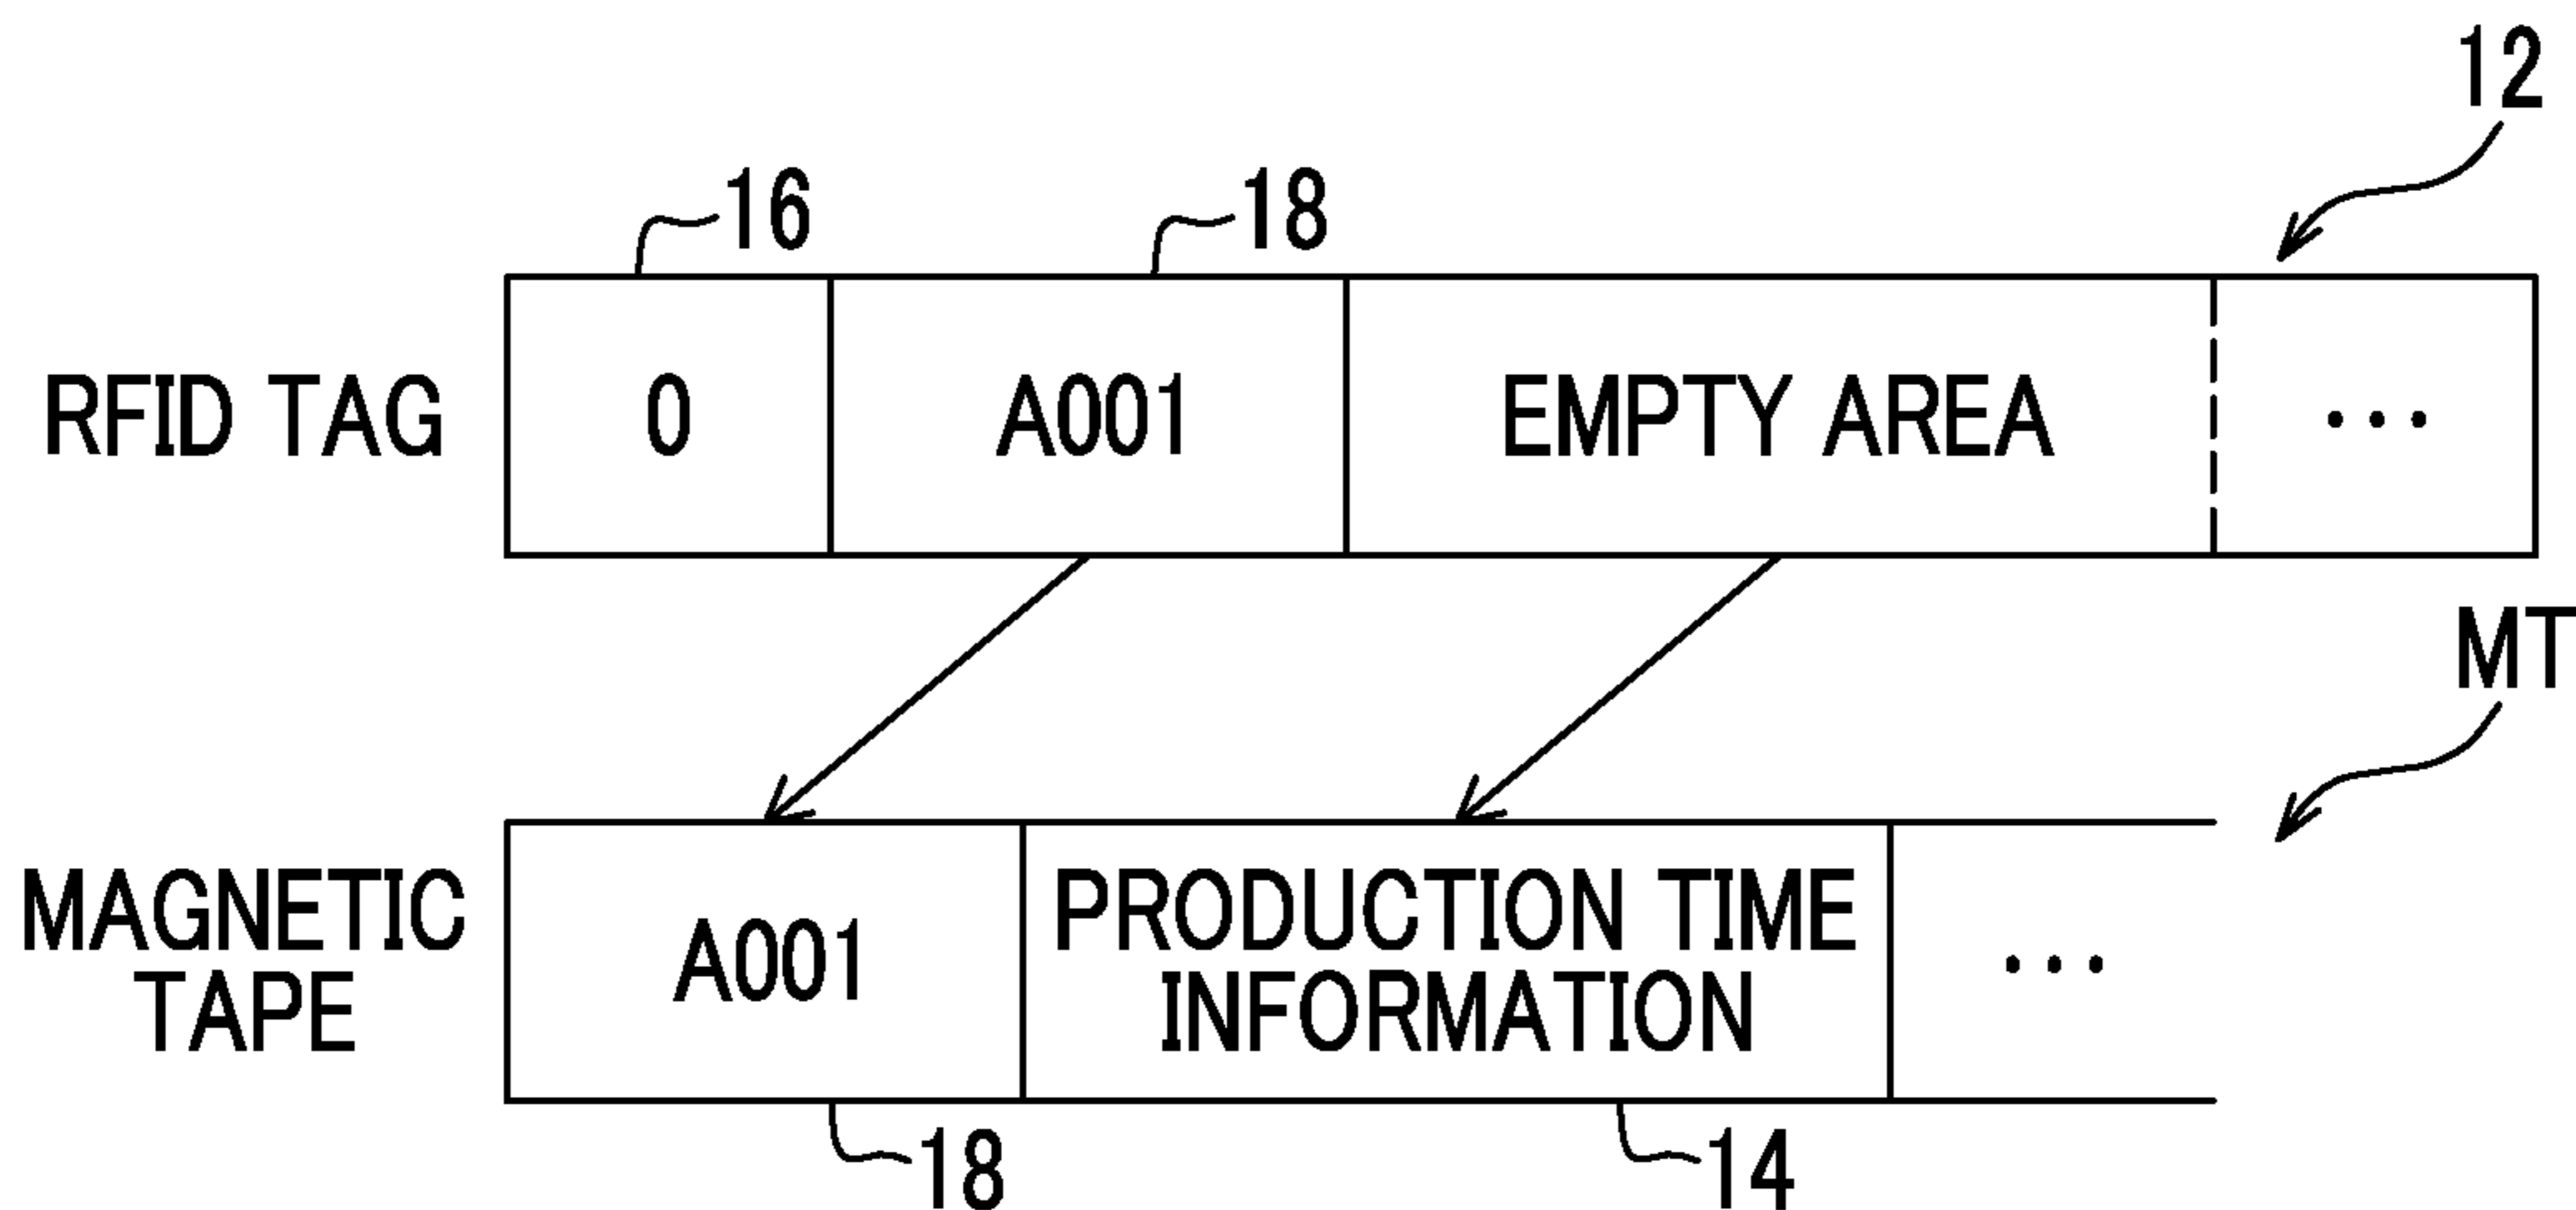 12
16
18
RFID TAG
0
A001
EMPTY AREA
...
MT
MAGNETIC
TAPE
A001
PRODUCTION TIME
INFORMATION
...
18
14